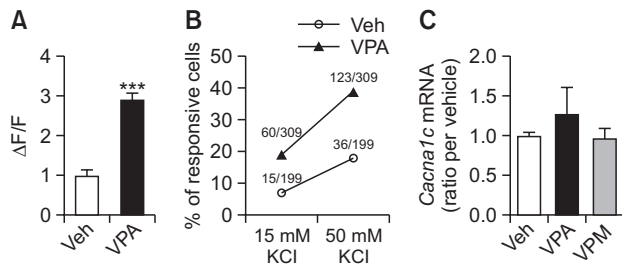 A
ΔF/F
4
3
2
1
0
***
Veh
VPA
B
Veh
VPA
% of responsive cells
50
40
30
20
10
0
123/309
60/309
36/199
15/199
15 mM
KCl
50 mM
KCl
C
Cacna1c mRNA
(ratio per vehicle)
2.0
1.5
1.0
0.5
0.0
Veh
VPA
VPM